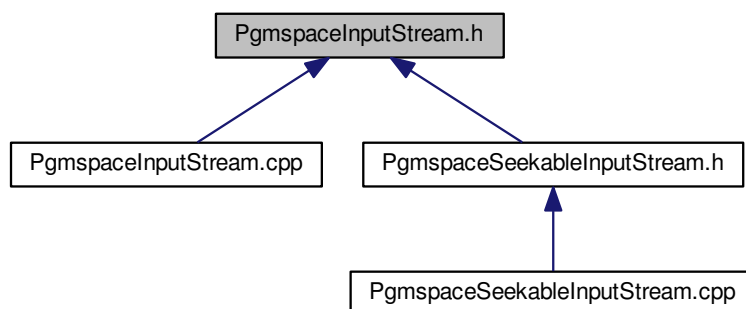 PgmspaceInputStream.h
PgmspaceInputStream.cpp
PgmspaceSeekableInputStream.h
PgmspaceSeekableInputStream.cpp